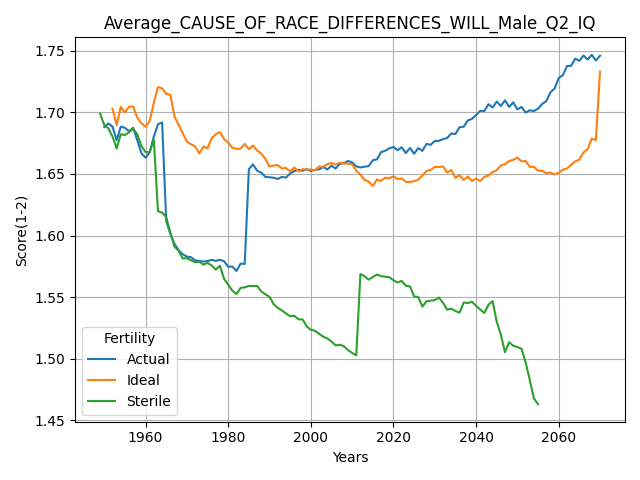 Average_CAUSE_OF_RACE_DIFFERENCES_WILL_Male_Q2_IQ
1.75
1.70
1.65
1.60
1.55
1.50
1.45
Score(1-2)
Fertility
Actual
Ideal
Sterile
1960 1980 2000 2020 2040 2060
Years